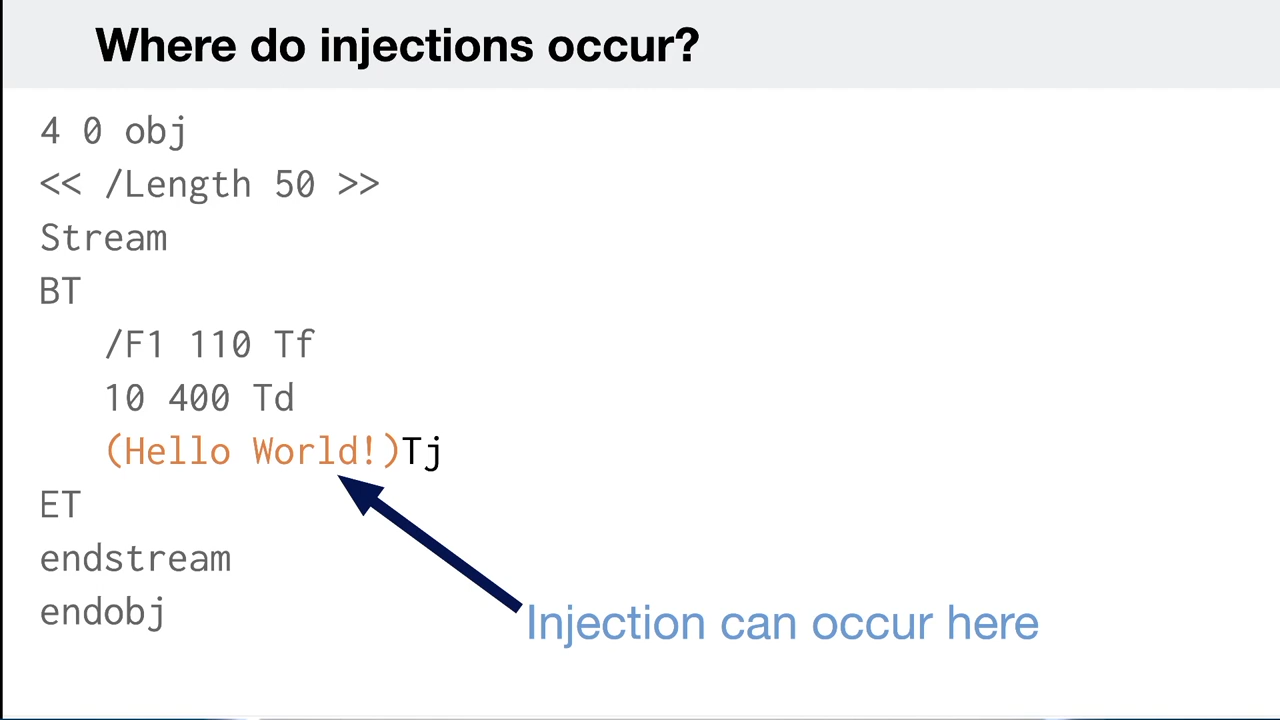 Where do injections occur?
4 0 obj
<< /Length 50 >>
Stream
BT
/F1 110 Tf
10 400 Td
(Hello World!)Tj
ET
endstream
endobj
Injection can occur here